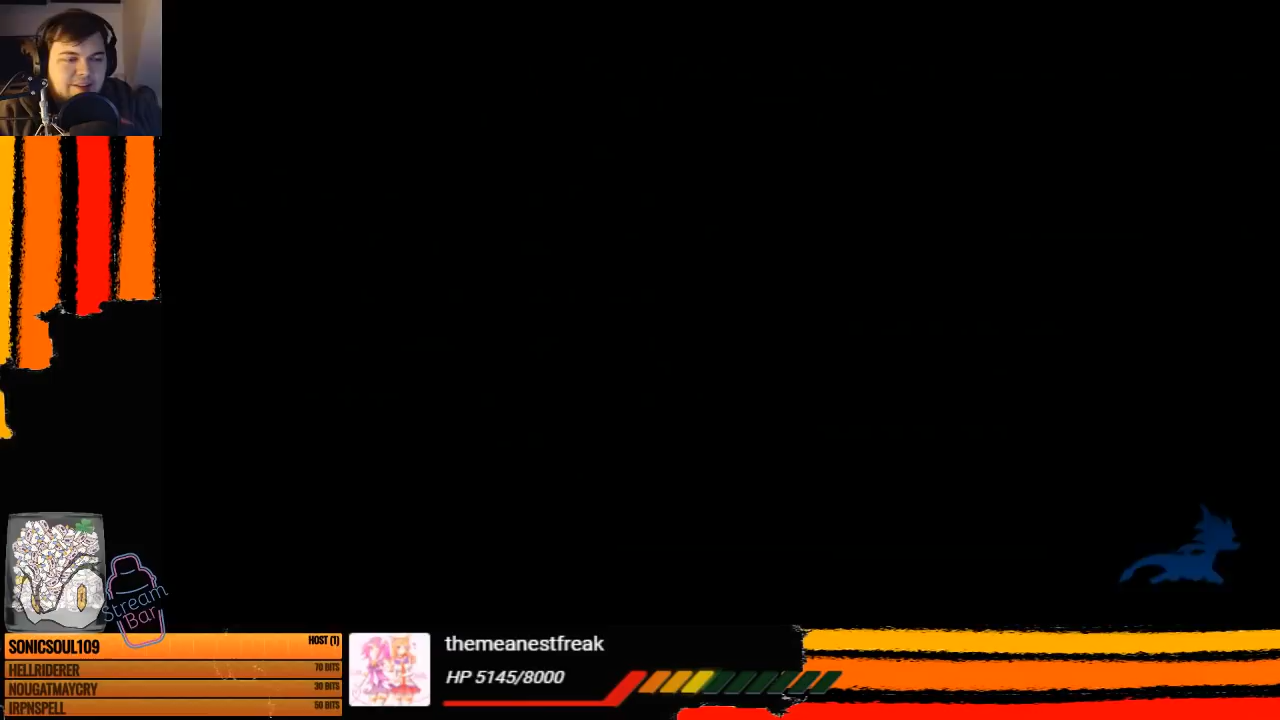 Stream
Bar
SONICSOUL109 HOST (1)
HELLRIDERER 70 BITS
NOUGATMAYCRY 30 BITS
IRPNSPELL 50 BITS
themeanestfreak
HP 5145/8000